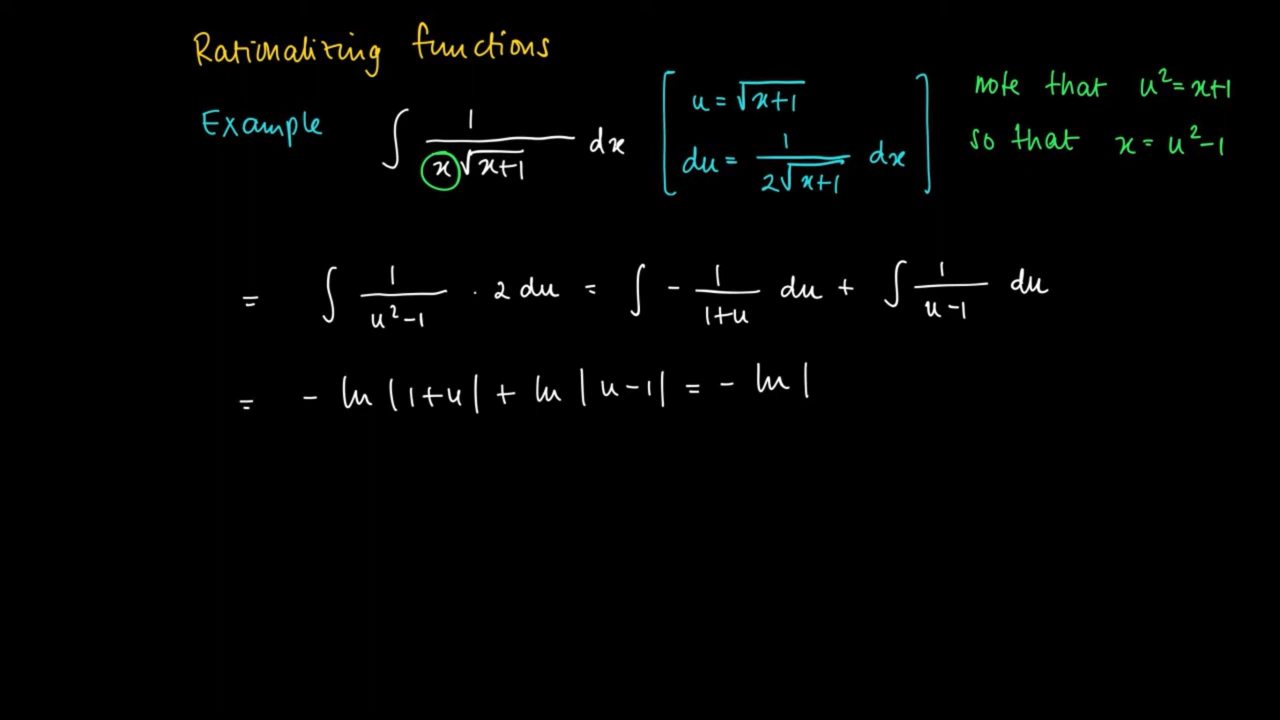 Rationalizing functions
Example ∫ 1/(x√(x+1)) dx [ u = √(x+1)
du = 1/(2√(x+1)) dx ]
note that u² = x+1
so that x = u² - 1
= ∫ 1/(u² - 1) · 2 du = ∫ - 1/(1+u) du + ∫ 1/(u-1) du
= - ln |1+u| + ln |u-1| = - ln |